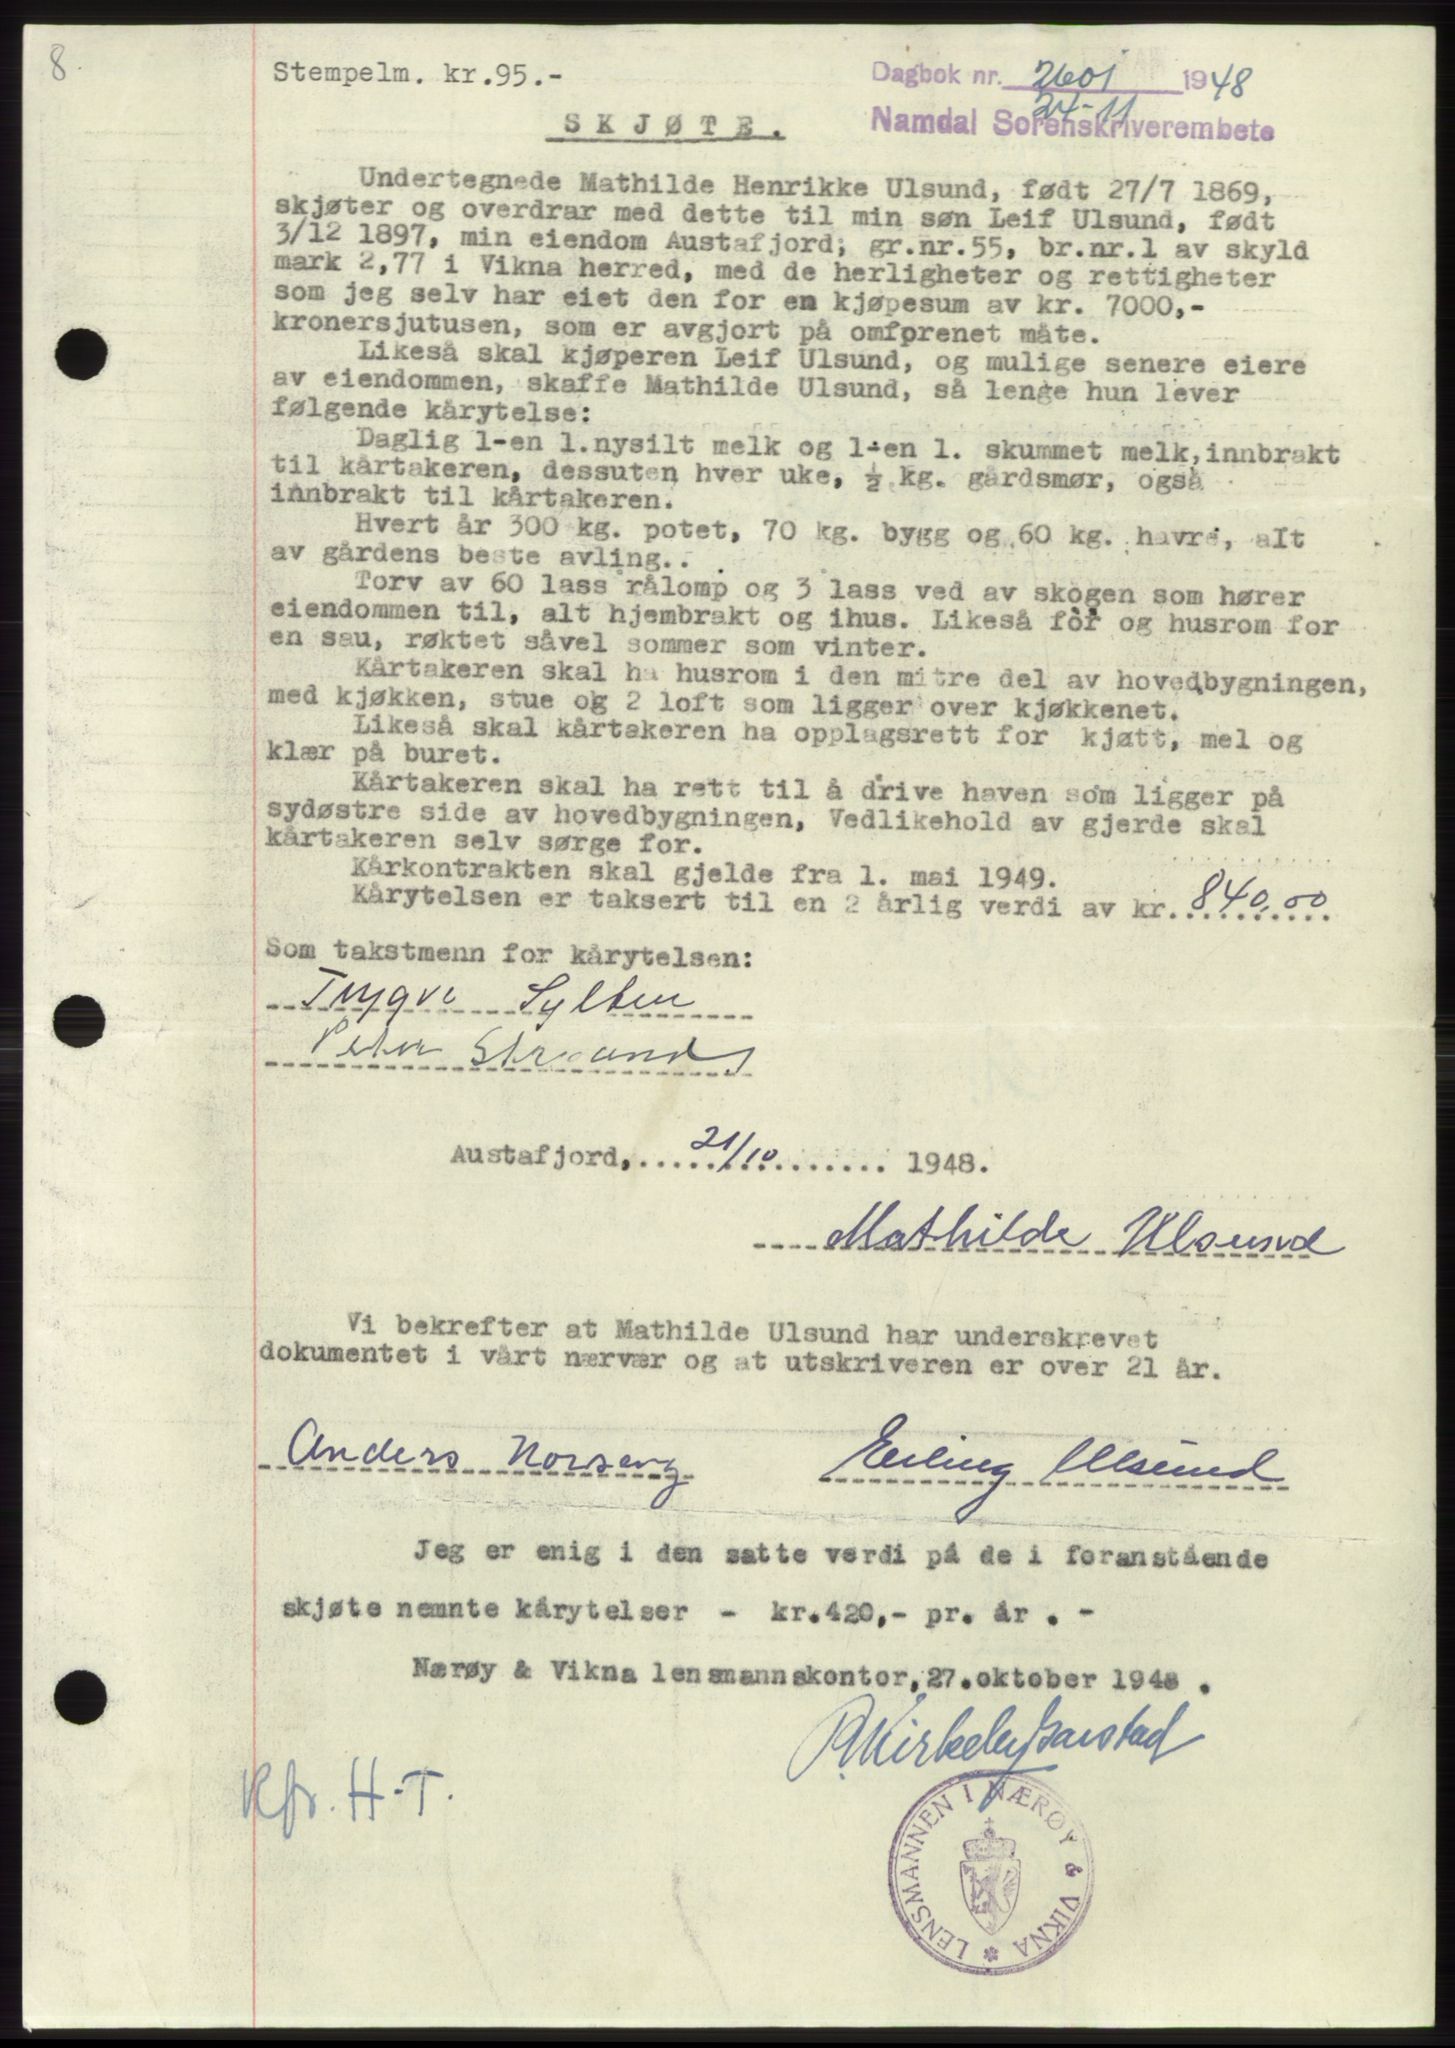 8.
Stempelm. kr.95.-
Dagbok nr. 2601 1948
24-11
Namdal Sorenskriverembete
SKJØTE.
Undertegnede Mathilde Henrikke Ulsund, født 27/7 1869,
skjøter og overdrar med dette til min søn Leif Ulsund, født
3/12 1897, min eiendom Austafjord; gr.nr.55, br.nr.1 av skyld
mark 2,77 i Vikna herred, med de herligheter og rettigheter
som jeg selv har eiet den for en kjøpesum av kr. 7000,-
kronersjutusen, som er avgjort på omforenet måte.
Likeså skal kjøperen Leif Ulsund, og mulige senere eiere
av eiendommen, skaffe Mathilde Ulsund, så lenge hun lever
følgende kårytelse:
Daglig 1-en l.nysilt melk og 1-en l. skummet melk, innbrakt
til kårtakeren, dessuten hver uke, ½ kg. gårdsmør, også
innbrakt til kårtakeren.
Hvert år 300 kg. potet, 70 kg. bygg og 60 kg. havre, alt
av gårdens beste avling..
Torv av 60 lass rålomp og 3 lass ved av skogen som hører
eiendommen til, alt hjembrakt og ihus. Likeså fôr og husrom for
en sau, røktet såvel sommer som vinter.
Kårtakeren skal ha husrom i den mitre del av hovedbygningen,
med kjøkken, stue og 2 loft som ligger over kjøkkenet.
Likeså skal kårtakeren ha opplagsrett for kjøtt, mel og
klær på buret.
Kårtakeren skal ha rett til å drive haven som ligger på
sydøstre side av hovedbygningen, Vedlikehold av gjerde skal
kårtakeren selv sørge for.
Kårkontrakten skal gjelde fra 1. mai 1949.
Kårytelsen er taksert til en 2 årlig verdi av kr. 840,00
Som takstmenn for kårytelsen:
Trygve Sylten
Peter
Austafjord, 21/10 1948.
Mathilde Ulsund
Vi bekrefter at Mathilde Ulsund har underskrevet
dokumentet i vårt nærvær og at utskriveren er over 21 år.
Anders Horseng Erling Ulsund
Jeg er enig i den satte verdi på de i foranstående
skjøte nemnte kårytelser - kr.420,- pr. år . -
Nærøy & Vikna lensmannskontor, 27.oktober 1948 .
P. Kirkeby Garstad
Kfr. H-T.
LENSMANNEN I NÆRØY & VIKNA